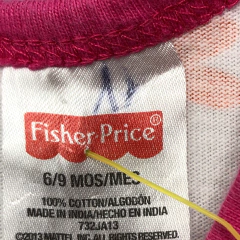 Fisher-Price®
6/9 MOS/MES
100% COTTON/ALGODÓN
MADE IN INDIA/HECHO EN INDIA
732JA13
©2013 MATTEL, INC. ALL RIGHTS